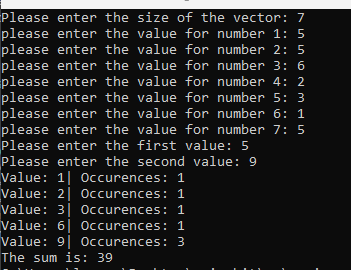 Please enter the size of the vector: 7
please enter the value for number 1: 5
please enter the value for number 2: 5
please enter the value for number 3: 6
please enter the value for number 4: 2
please enter the value for number 5: 3
please enter the value for number 6: 1
please enter the value for number 7: 5
Please enter the first value: 5
Please enter the second value: 9
Value: 1| Occurences: 1
Value: 2| Occurences: 1
Value: 3| Occurences: 1
Value: 6| Occurences: 1
Value: 9| Occurences: 3
The sum is: 39